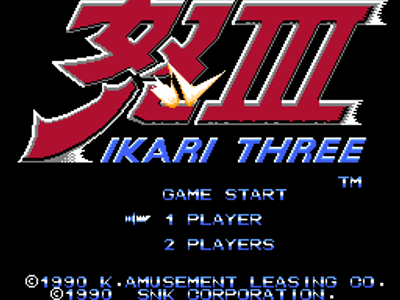 怒III
IKARI THREE
TM
GAME START
1 PLAYER
2 PLAYERS
©1990 K.AMUSEMENT LEASING CO.
©1990 SNK CORPORATION.